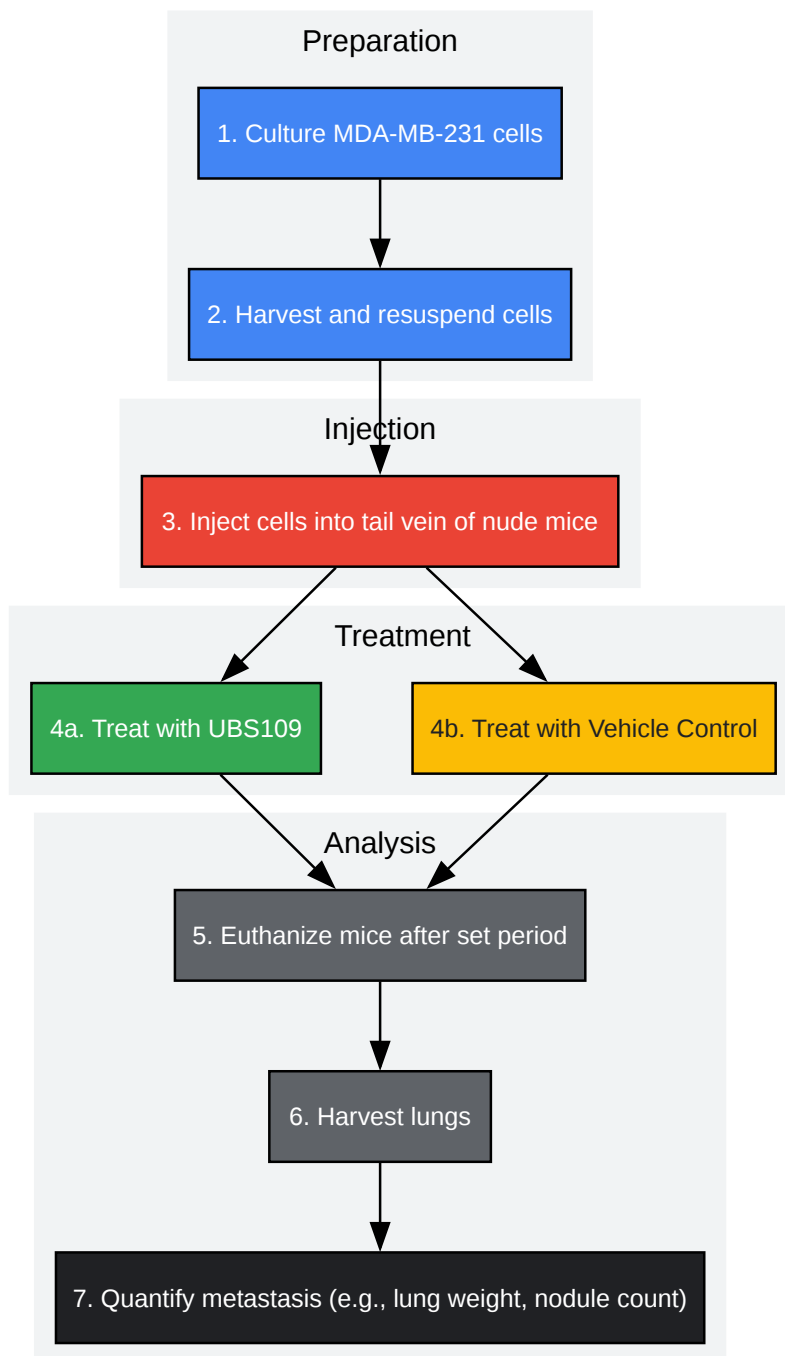 Preparation
1. Culture MDA-MB-231 cells
2. Harvest and resuspend cells
Injection
3. Inject cells into tail vein of nude mice
Treatment
4a. Treat with UBS109
4b. Treat with Vehicle Control
Analysis
5. Euthanize mice after set period
6. Harvest lungs
7. Quantify metastasis (e.g., lung weight, nodule count)